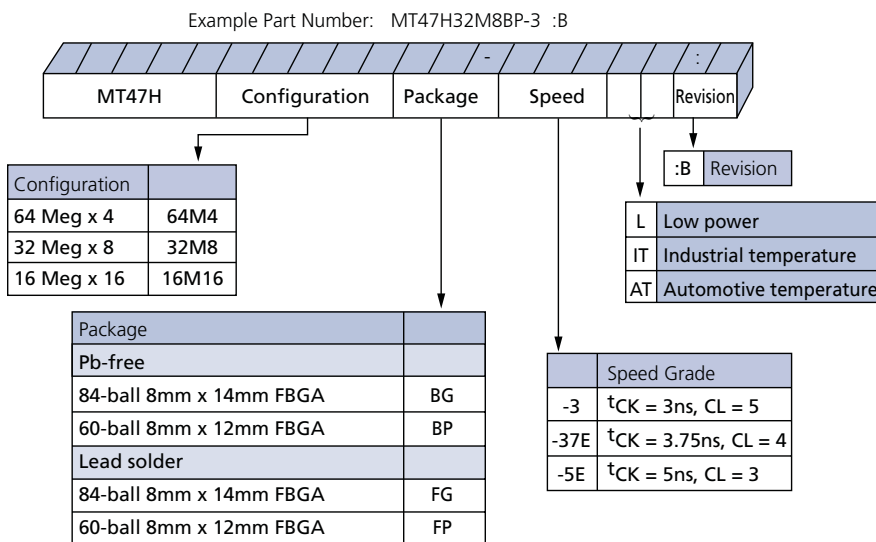 Example Part Number: MT47H32M8BP-3 :B
- :
MT47H Configuration Package Speed Revision
:B Revision
Configuration
64 Meg x 4 64M4
32 Meg x 8 32M8
16 Meg x 16 16M16
L Low power
IT Industrial temperature
AT Automotive temperature
Package
Pb-free
84-ball 8mm x 14mm FBGA BG
60-ball 8mm x 12mm FBGA BP
Lead solder
84-ball 8mm x 14mm FBGA FG
60-ball 8mm x 12mm FBGA FP
Speed Grade
-3 tCK = 3ns, CL = 5
-37E tCK = 3.75ns, CL = 4
-5E tCK = 5ns, CL = 3